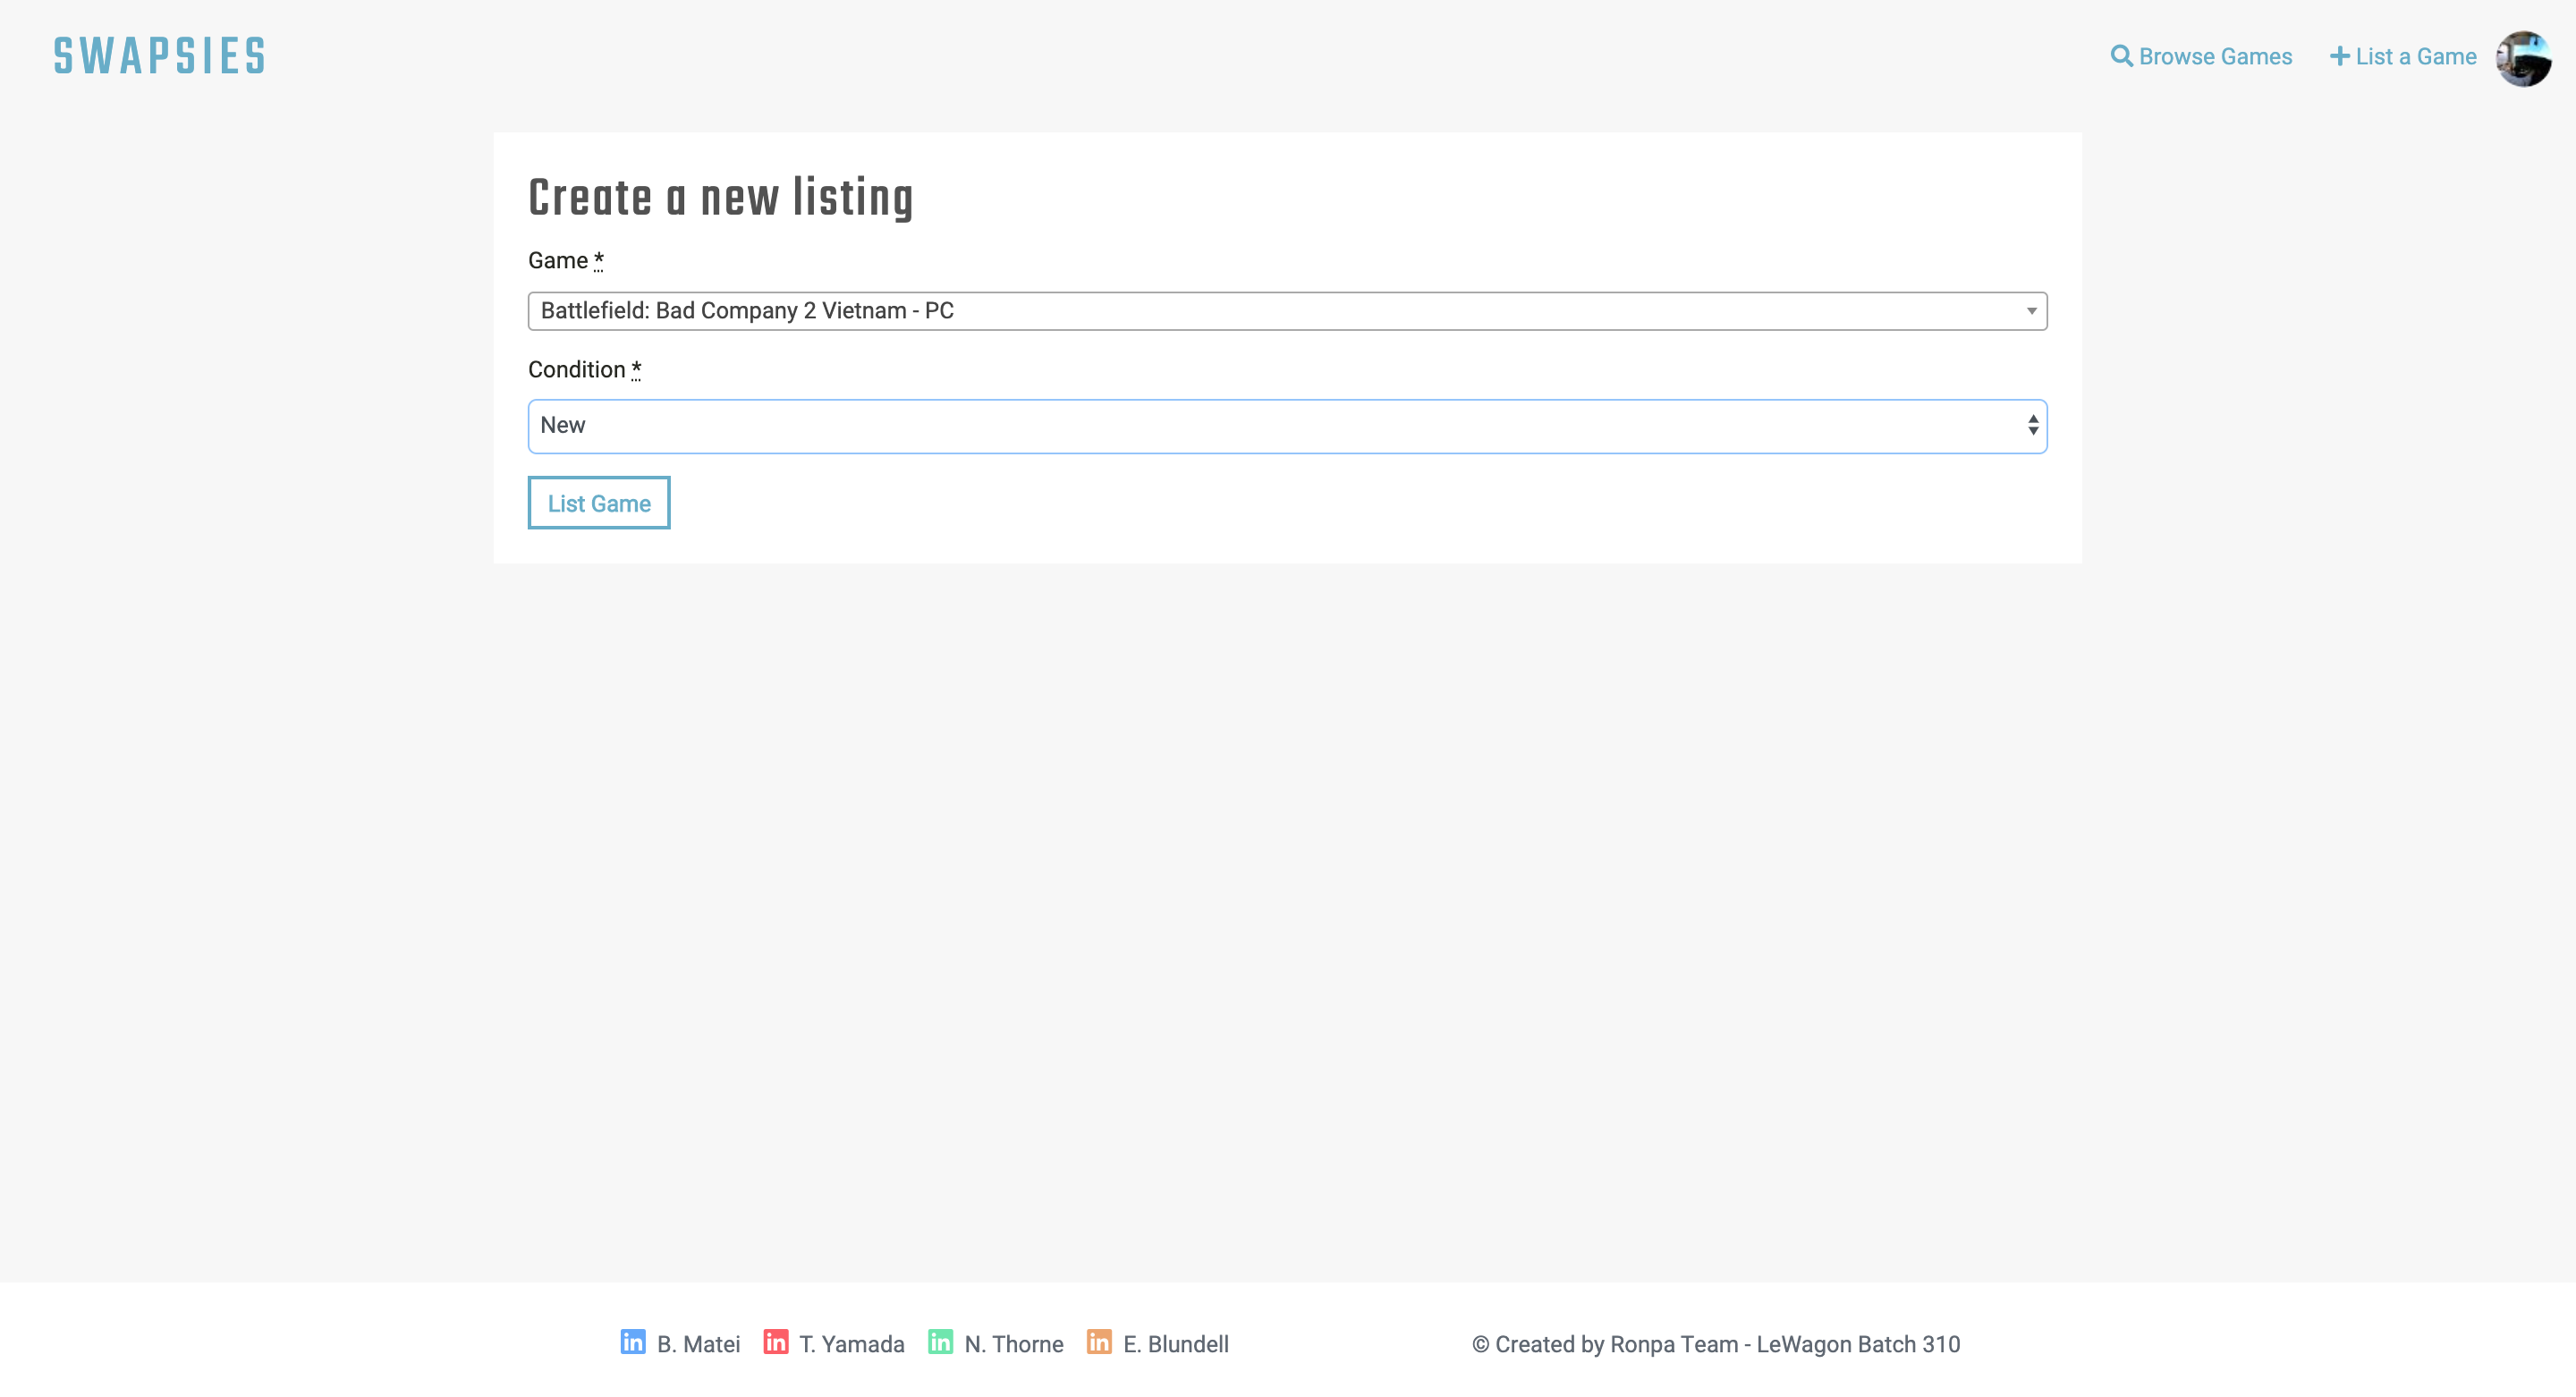 SWAPSIES
Browse Games
List a Game
Create a new listing
Game *
Battlefield: Bad Company 2 Vietnam - PC
Condition *
New
List Game
in B. Matei in T. Yamada in N. Thorne in E. Blundell
© Created by Ronpa Team - LeWagon Batch 310